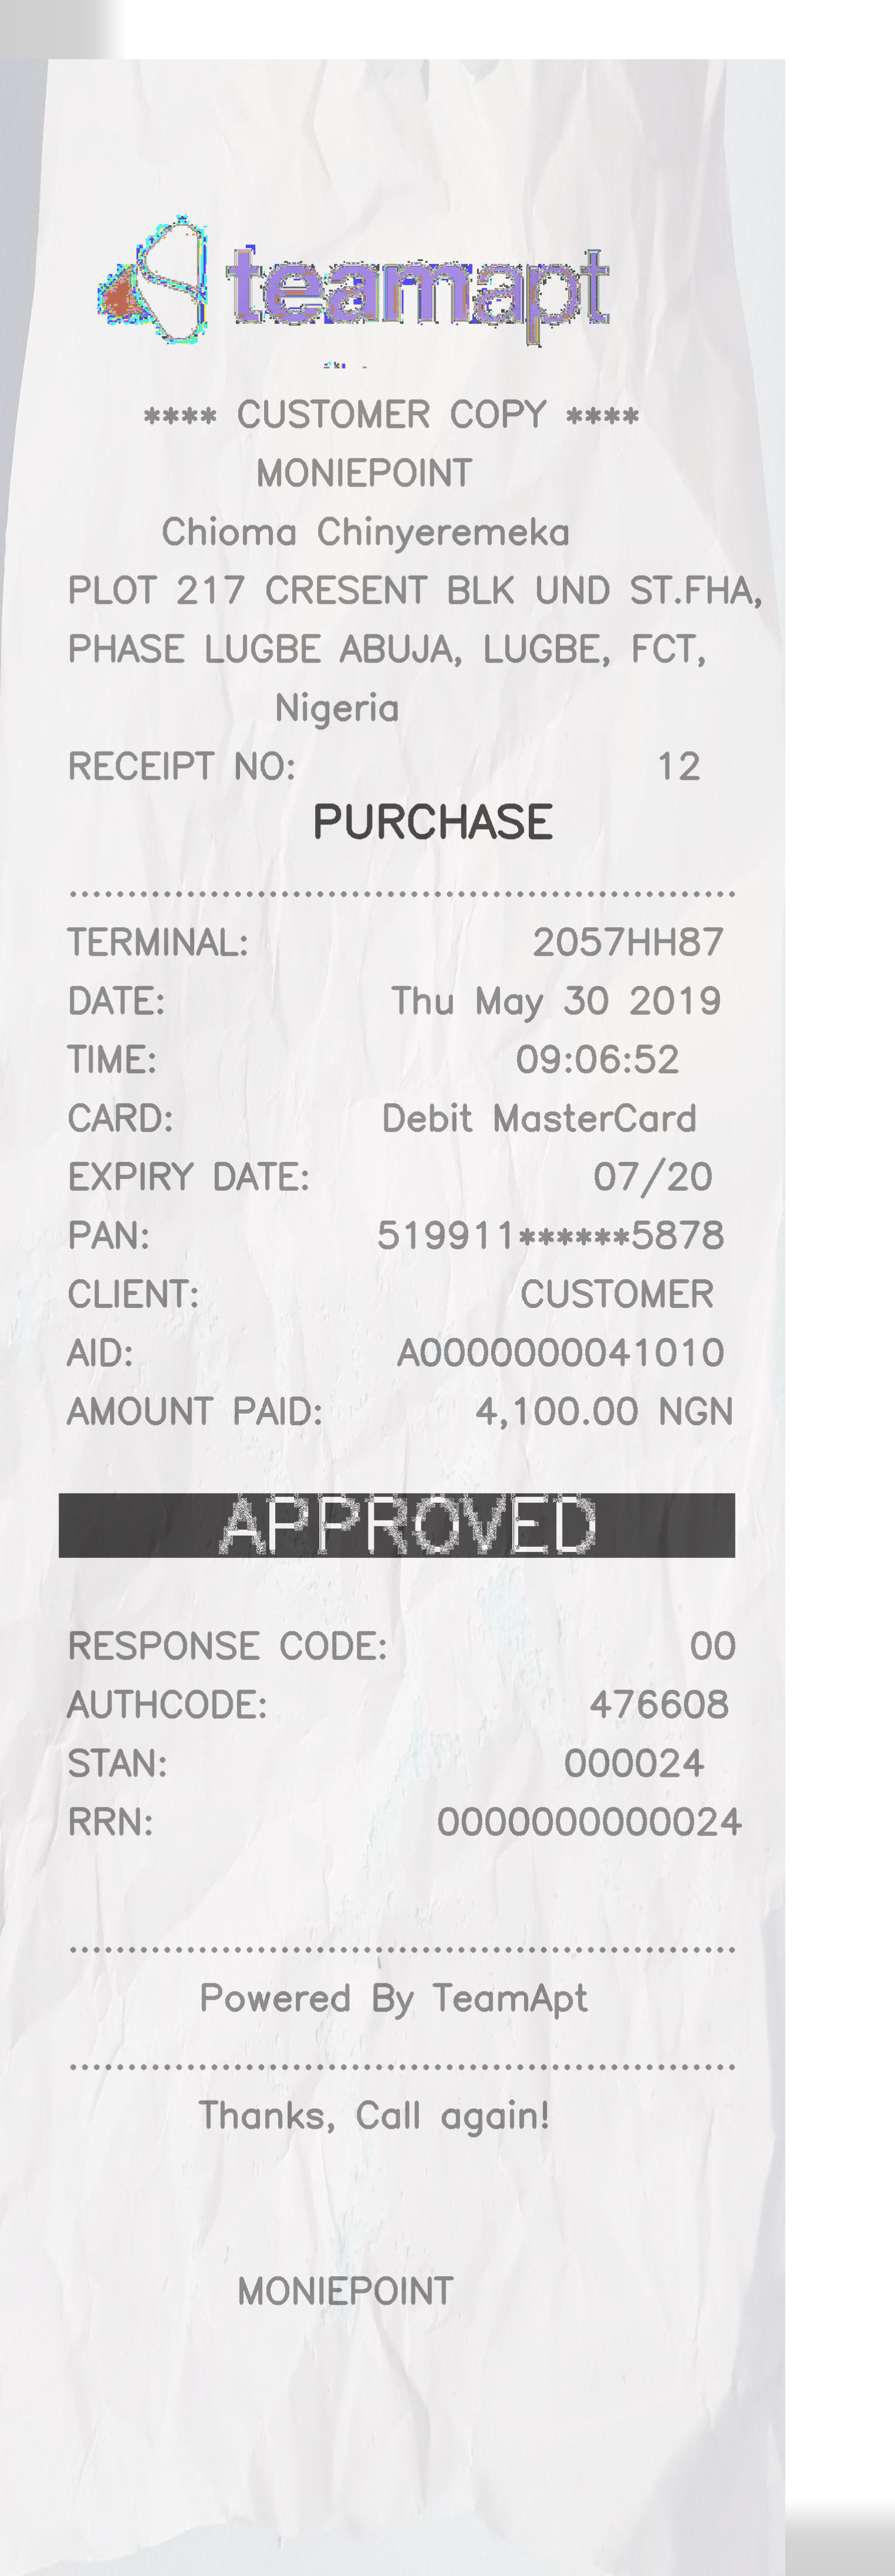 teamapt
**** CUSTOMER COPY ****
MONIEPOINT
Chioma Chinyeremeka
PLOT 217 CRESENT BLK UND ST.FHA,
PHASE LUGBE ABUJA, LUGBE, FCT,
Nigeria
RECEIPT NO: 12
PURCHASE
TERMINAL: 2057HH87
DATE: Thu May 30 2019
TIME: 09:06:52
CARD: Debit MasterCard
EXPIRY DATE: 07/20
PAN: 519911******5878
CLIENT: CUSTOMER
AID: A0000000041010
AMOUNT PAID: 4,100.00 NGN
APPROVED
RESPONSE CODE: 00
AUTHCODE: 476608
STAN: 000024
RRN: 0000000000024
Powered By TeamApt
Thanks, Call again!
MONIEPOINT